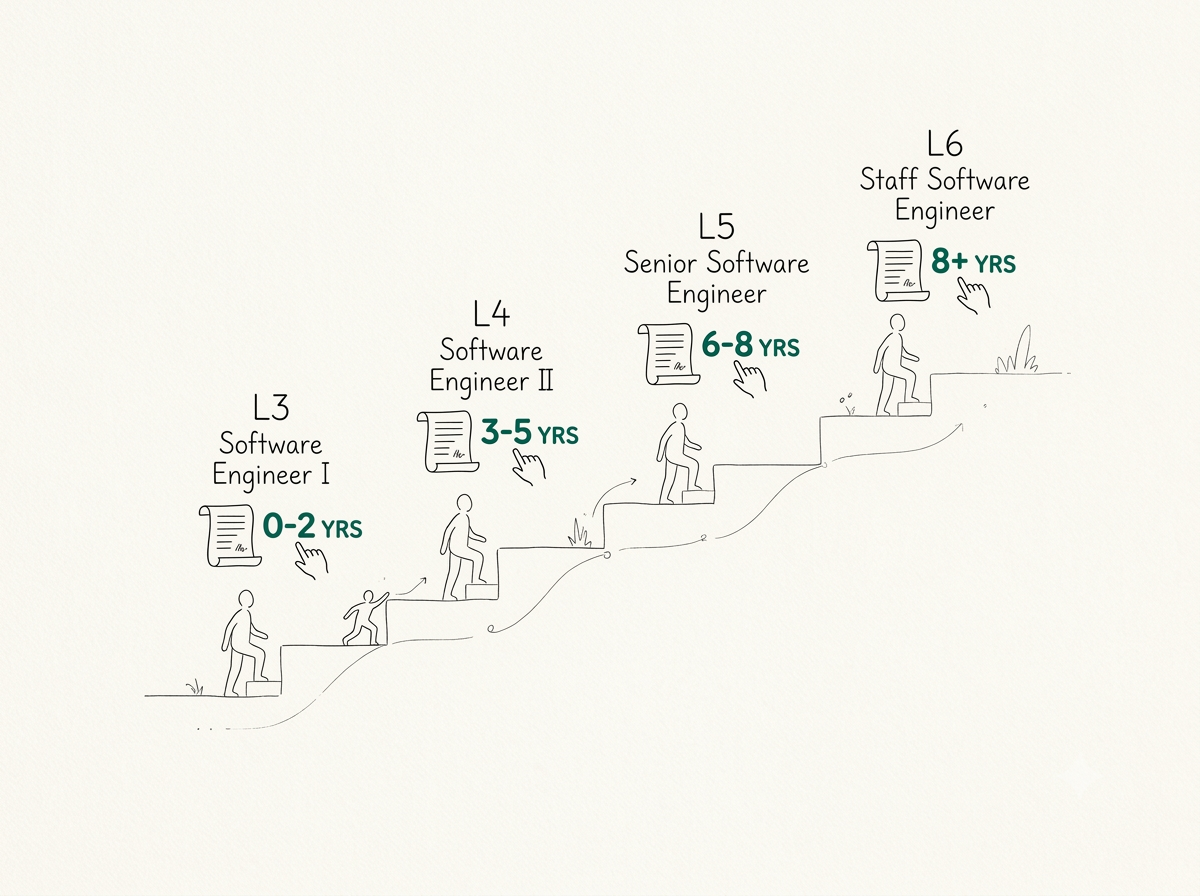 L3
Software
Engineer I
0-2 YRS
L4
Software
Engineer II
3-5 YRS
L5
Senior Software
Engineer
6-8 YRS
L6
Staff Software
Engineer
8+ YRS